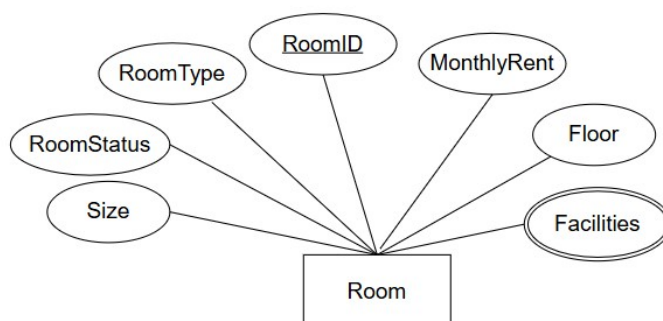 RoomID
MonthlyRent
RoomType
Floor
RoomStatus
Size
Facilities
Room